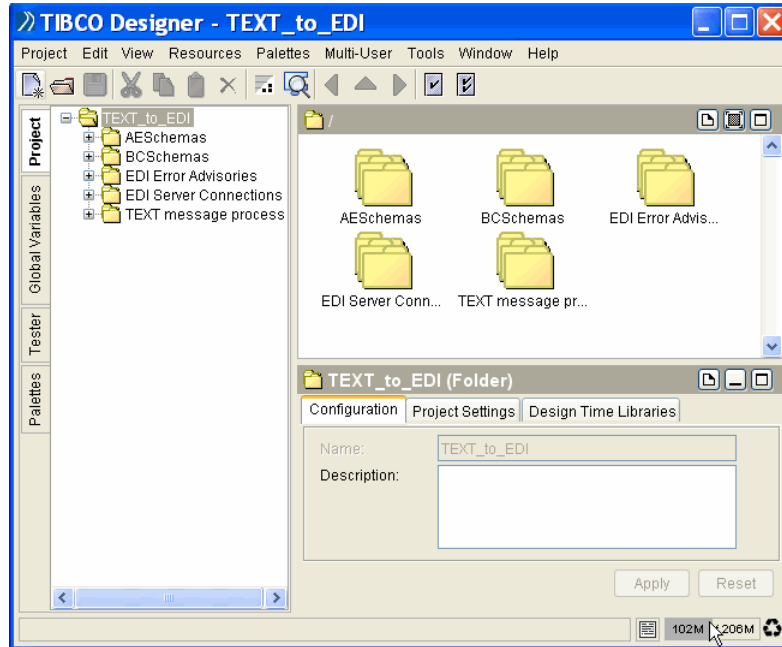 TIBCO Designer - TEXT_to_EDI
Project Edit View Resources Palettes Multi-User Tools Window Help
Project
Global Variables
Tester
Palettes
TEXT_to_EDI
AESchemas
BCSchemas
EDI Error Advisories
EDI Server Connections
TEXT message process
/
AESchemas BCSchemas EDI Error Advis...
EDI Server Conn... TEXT message pr...
TEXT_to_EDI (Folder)
Configuration Project Settings Design Time Libraries
Name: TEXT_to_EDI
Description:
Apply Reset
102M 206M